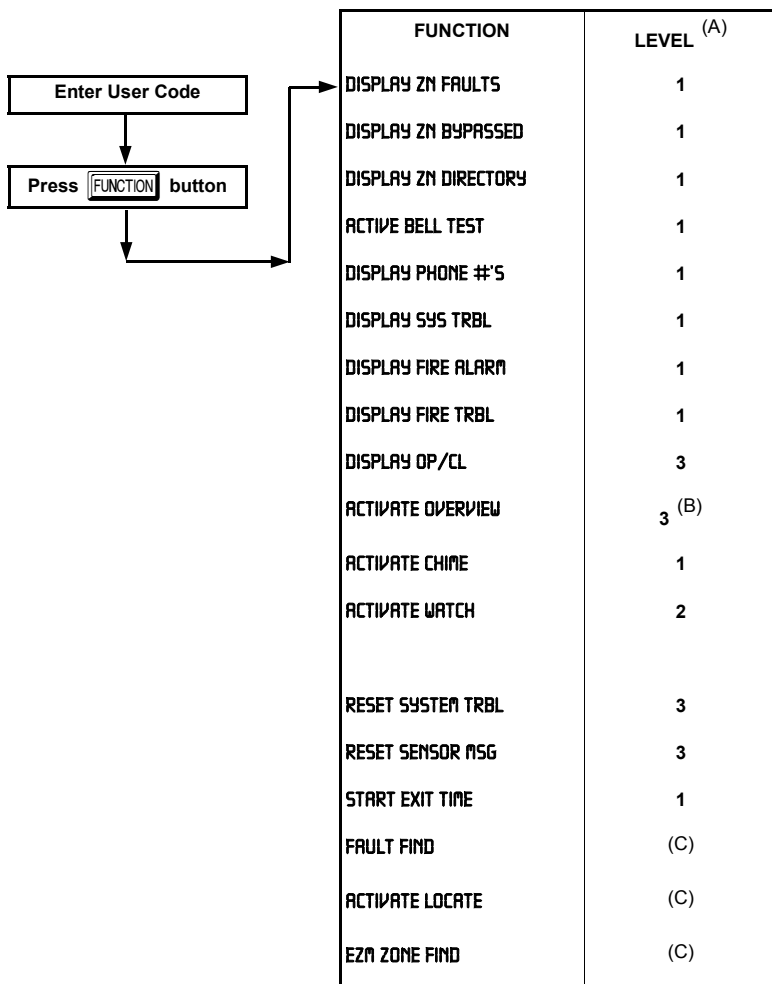 Enter User Code
Press FUNCTION button
FUNCTION LEVEL (A)
DISPLAY ZN FAULTS 1
DISPLAY ZN BYPASSED 1
DISPLAY ZN DIRECTORY 1
ACTIVE BELL TEST 1
DISPLAY PHONE #'S 1
DISPLAY SYS TRBL 1
DISPLAY FIRE ALARM 1
DISPLAY FIRE TRBL 1
DISPLAY OP/CL 3
ACTIVATE OVERVIEW 3 (B)
ACTIVATE CHIME 1
ACTIVATE WATCH 2
RESET SYSTEM TRBL 3
RESET SENSOR MSG 3
START EXIT TIME 1
FAULT FIND (C)
ACTIVATE LOCATE (C)
EZM ZONE FIND (C)